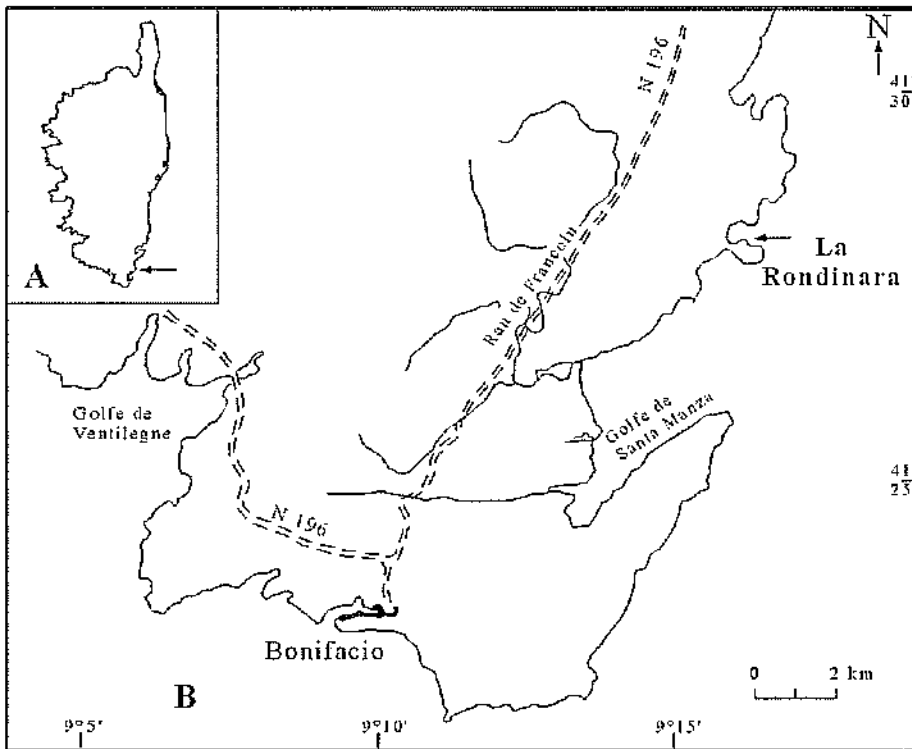 A
N
N 196
41°
30'
La
Rondinara
Rau de Francolu
Golfe de
Ventilegne
Golfe de
Santa Manza
41
25'
N 196
Bonifacio
B
0 2 km
9°5' 9°10' 9°15'